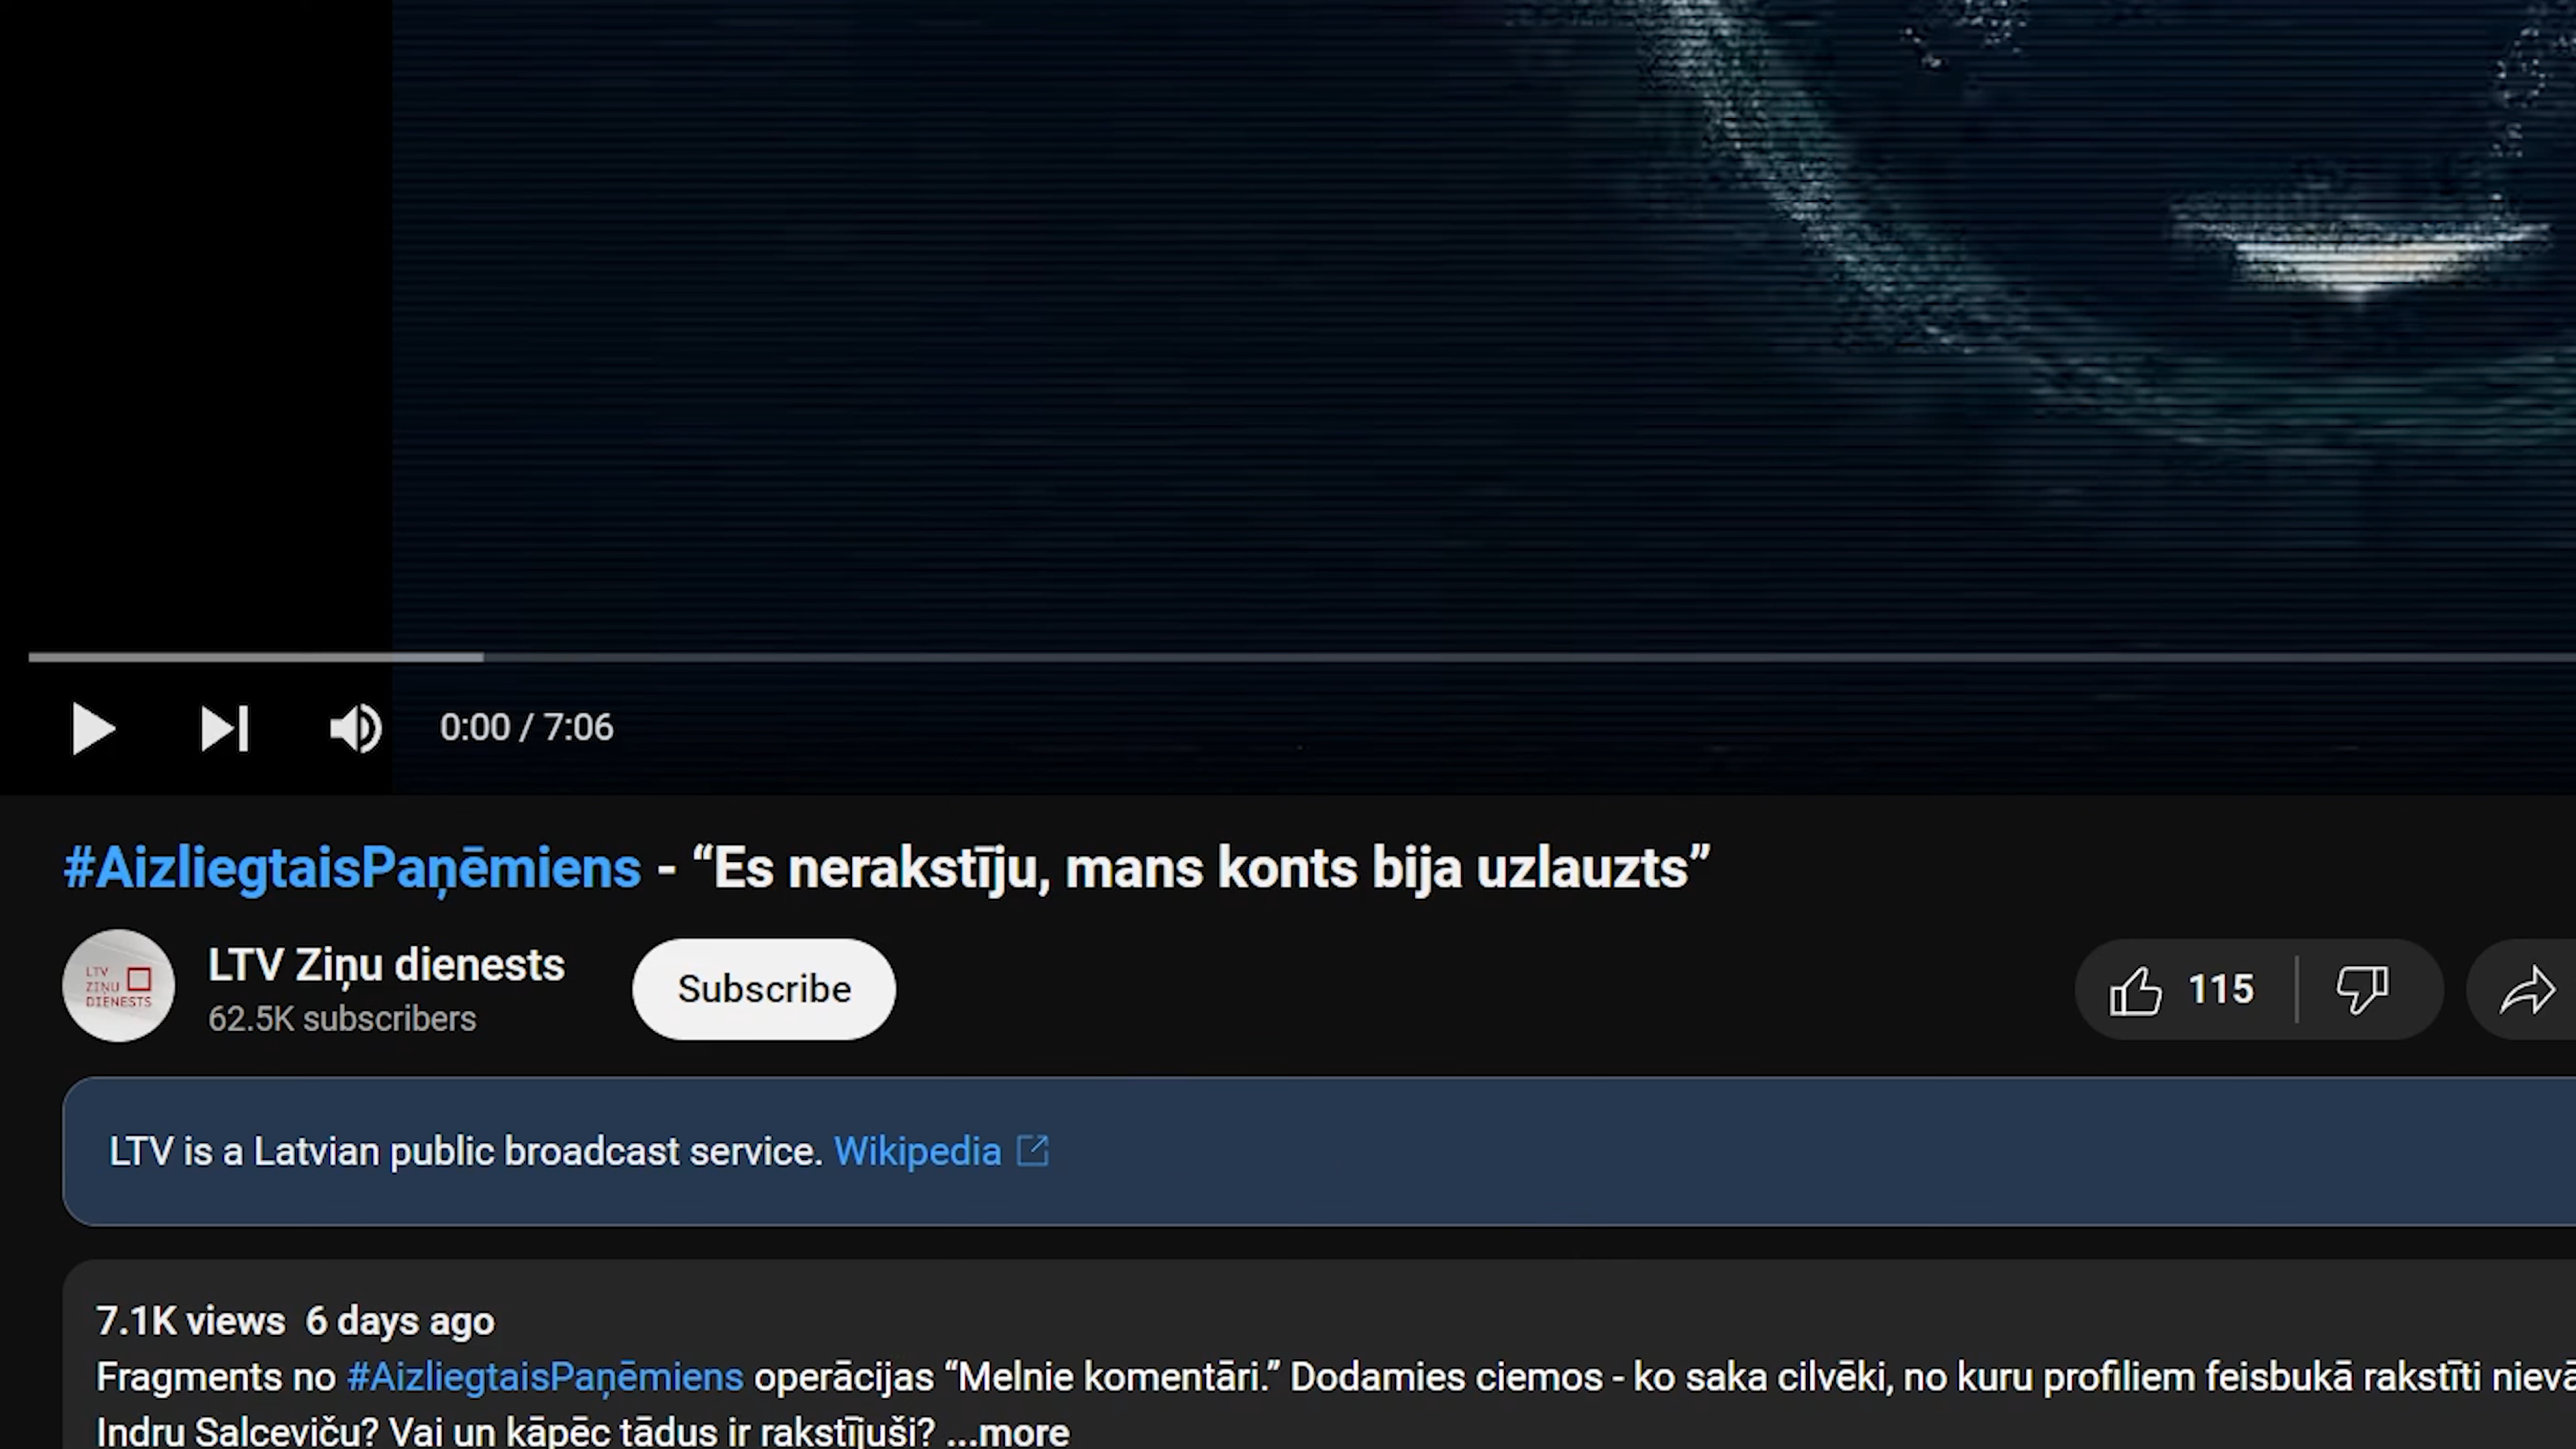 0:00 / 7:06
#AizliegtaisPaņēmiens - “Es nerakstīju, mans konts bija uzlauzts”
LTV
ZIŅU
DIENESTS
LTV Ziņu dienests
62.5K subscribers
Subscribe
115
LTV is a Latvian public broadcast service. Wikipedia
7.1K views 6 days ago
Fragments no #AizliegtaisPaņēmiens operācijas “Melnie komentāri.” Dodamies ciemos - ko saka cilvēki, no kuru profiliem feisbukā rakstīti
Indru Salceviču? Vai un kāpēc tādus ir rakstījuši? ...more